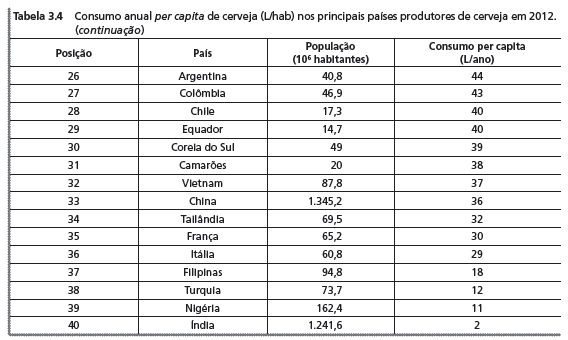 Tabela 3.4 Consumo anual per capita de cerveja (L/hab) nos principais países produtores de cerveja em 2012.
(continuação)
Posição País População (10⁶ habitantes) Consumo per capita (L/ano)
26 Argentina 40,8 44
27 Colômbia 46,9 43
28 Chile 17,3 40
29 Equador 14,7 40
30 Coreia do Sul 49 39
31 Camarões 20 38
32 Vietnam 87,8 37
33 China 1.345,2 36
34 Tailândia 69,5 32
35 França 65,2 30
36 Itália 60,8 29
37 Filipinas 94,8 18
38 Turquia 73,7 12
39 Nigéria 162,4 11
40 Índia 1.241,6 2